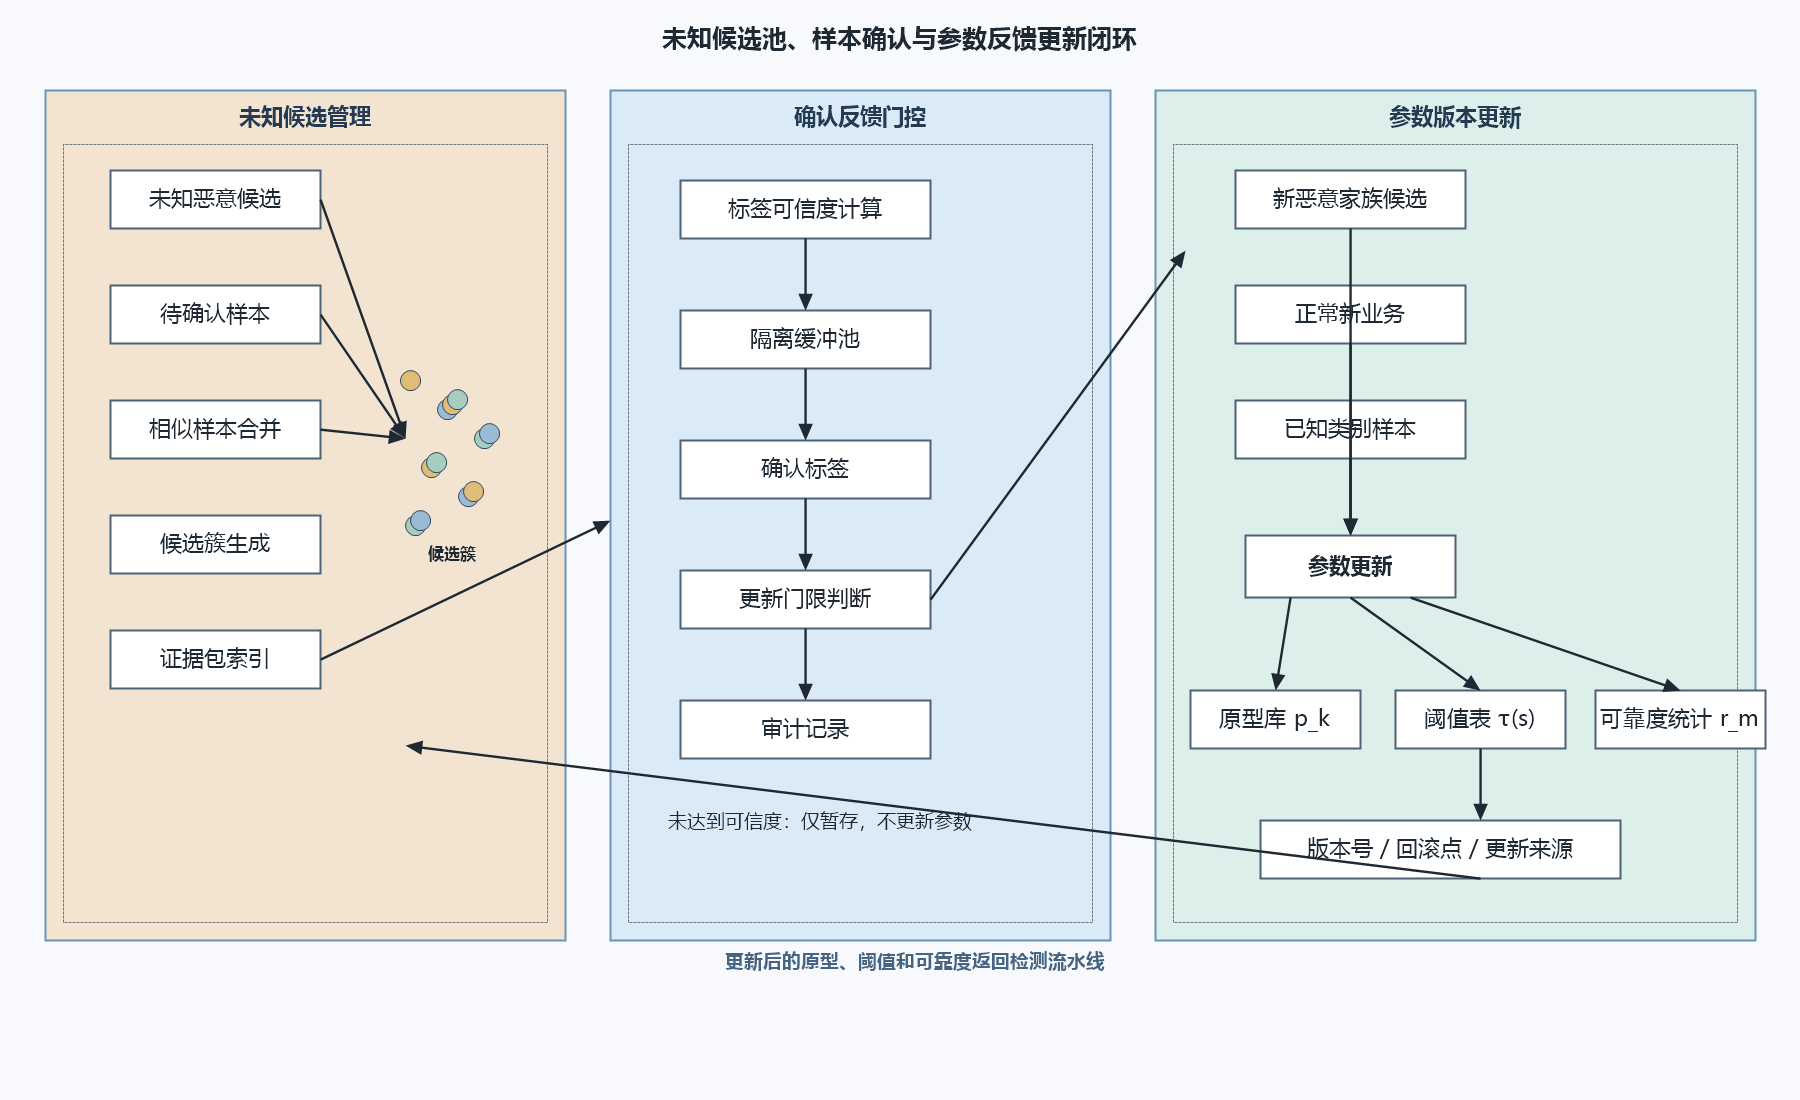 未知候选池、样本确认与参数反馈更新闭环
未知候选管理
未知恶意候选
待确认样本
相似样本合并
候选簇生成
证据包索引
候选簇
确认反馈门控
标签可信度计算
隔离缓冲池
确认标签
更新门限判断
审计记录
未达到可信度：仅暂存，不更新参数
参数版本更新
新恶意家族候选
正常新业务
已知类别样本
参数更新
原型库 p_k
阈值表 τ(s)
可靠度统计 r_m
版本号 / 回滚点 / 更新来源
更新后的原型、阈值和可靠度返回检测流水线